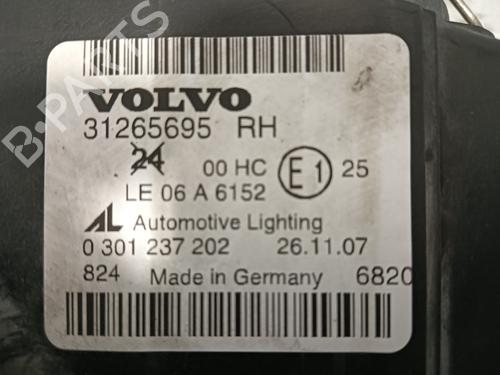 VOLVO
31265695 RH
24 00 HC E1 25
LE 06 A 6152
AL Automotive Lighting
0 301 237 202 26.11.07
824 Made in Germany 6820
B-PARTS